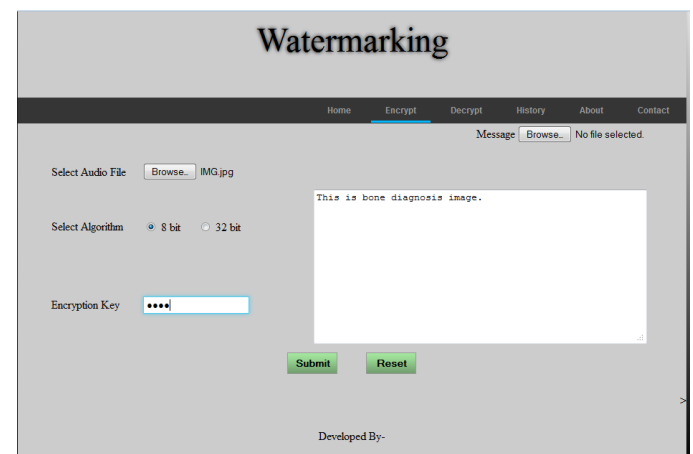 Watermarking
Home Encrypt Decrypt History About Contact
Message Browse.. No file selected.
Select Audio File Browse.. IMG.jpg
This is bone diagnosis image.
Select Algorithm 8 bit 32 bit
Encryption Key ••••
Submit Reset
>
Developed By-